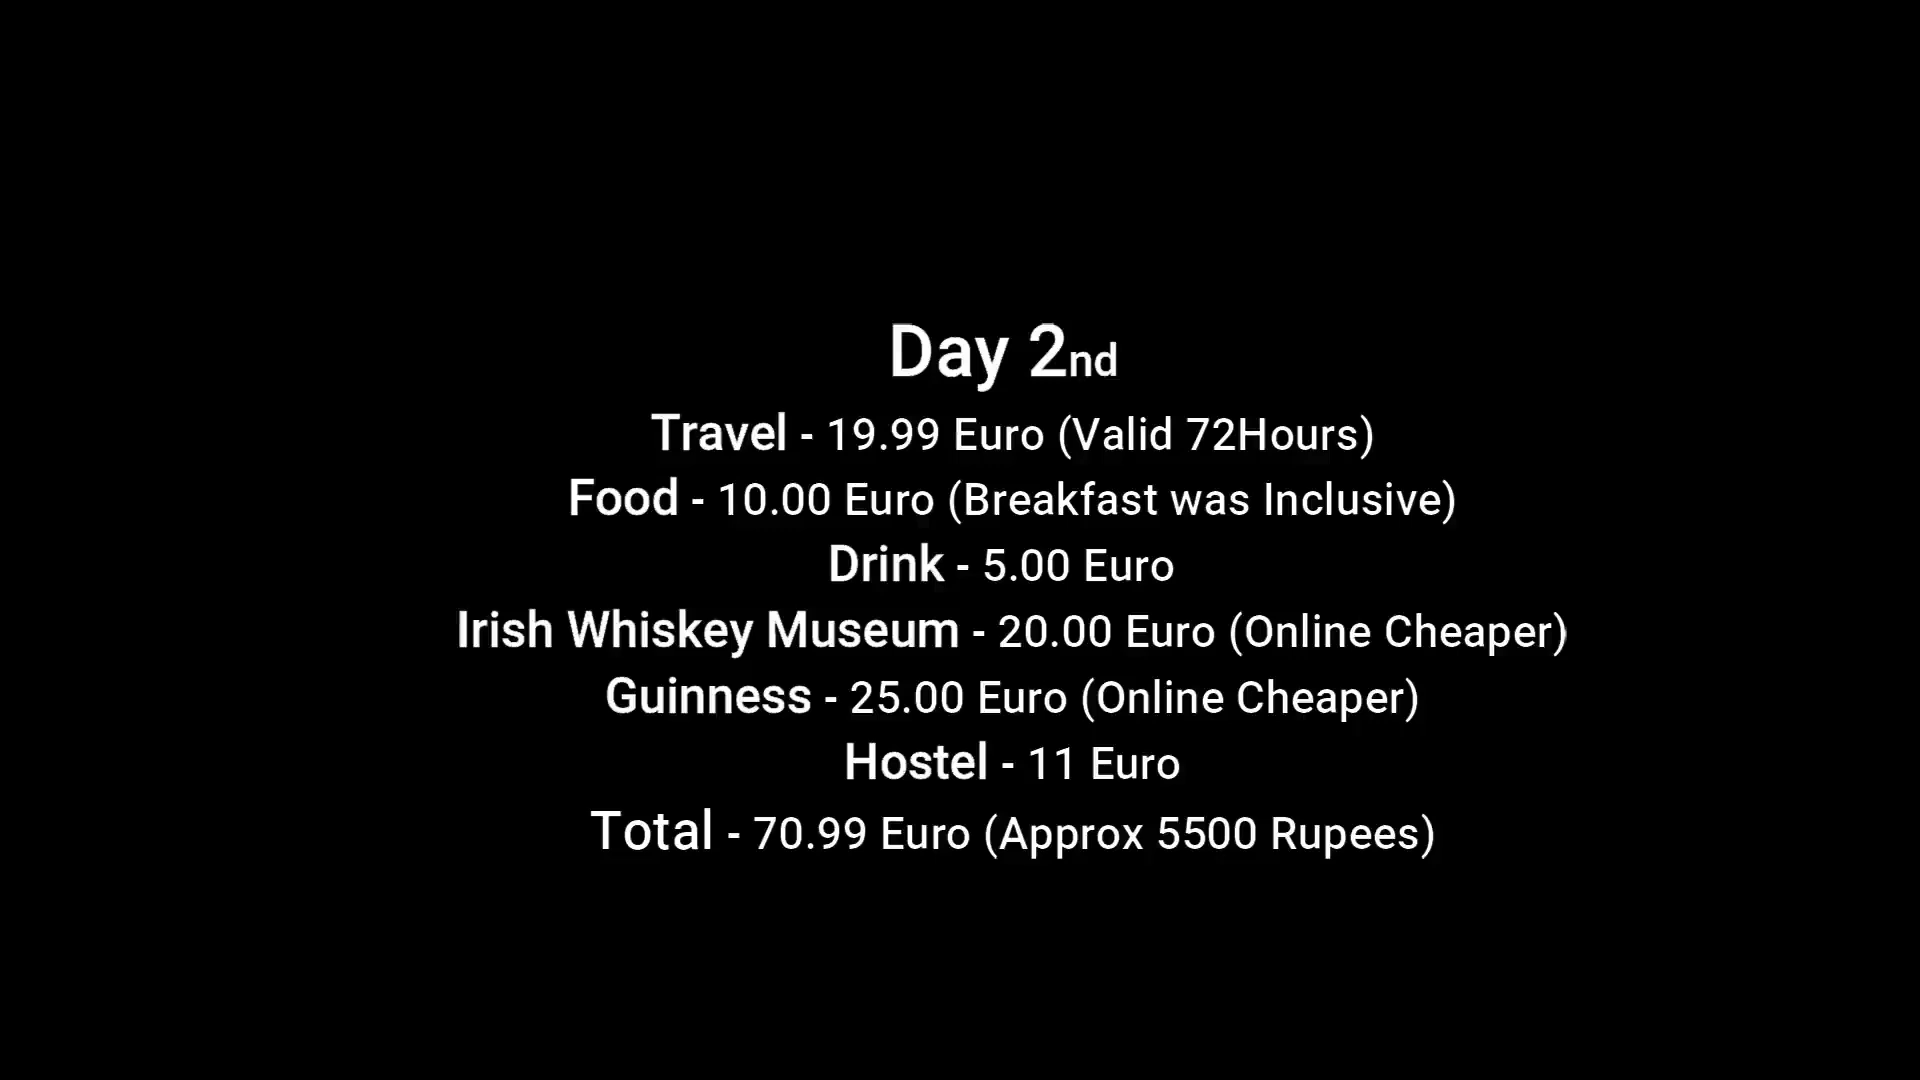 Day 2nd
Travel - 19.99 Euro (Valid 72Hours)
Food - 10.00 Euro (Breakfast was Inclusive)
Drink - 5.00 Euro
Irish Whiskey Museum - 20.00 Euro (Online Cheaper)
Guinness - 25.00 Euro (Online Cheaper)
Hostel - 11 Euro
Total - 70.99 Euro (Approx 5500 Rupees)